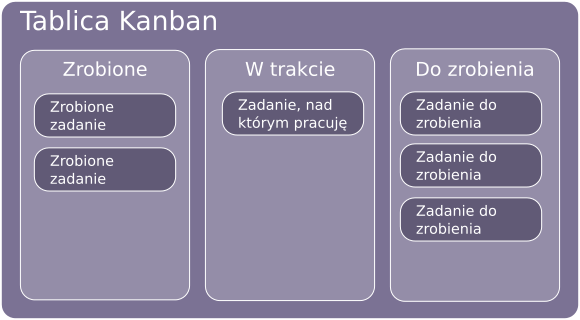 Tablica Kanban
Zrobione
Zrobione
zadanie
Zrobione
zadanie
W trakcie
Zadanie, nad
którym pracuję
Do zrobienia
Zadanie do
zrobienia
Zadanie do
zrobienia
Zadanie do
zrobienia